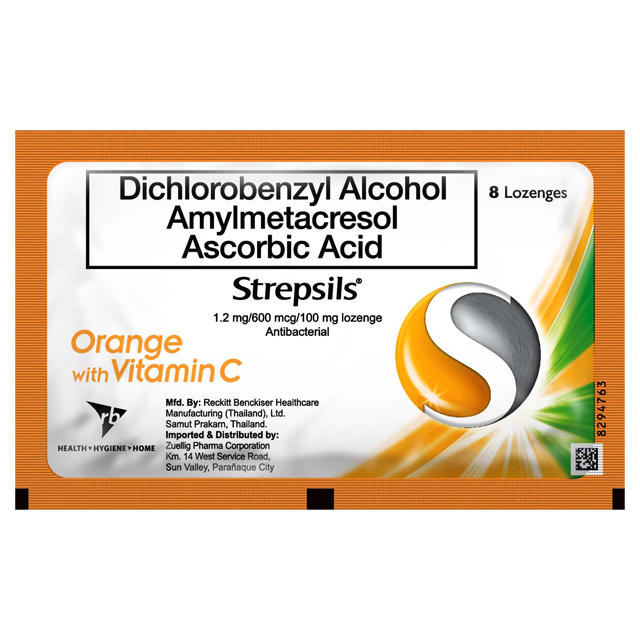 Dichlorobenzyl Alcohol
Amylmetacresol
Ascorbic Acid
8 Lozenges
Strepsils®
1.2 mg/600 mcg/100 mg lozenge
Antibacterial
Orange
with Vitamin C
rb
HEALTH • HYGIENE • HOME
Mfd. By: Reckitt Benckiser Healthcare
Manufacturing (Thailand), Ltd.
Samut Prakarn, Thailand.
Imported & Distributed by:
Zuellig Pharma Corporation
Km. 14 West Service Road,
Sun Valley, Parañaque City
8294763